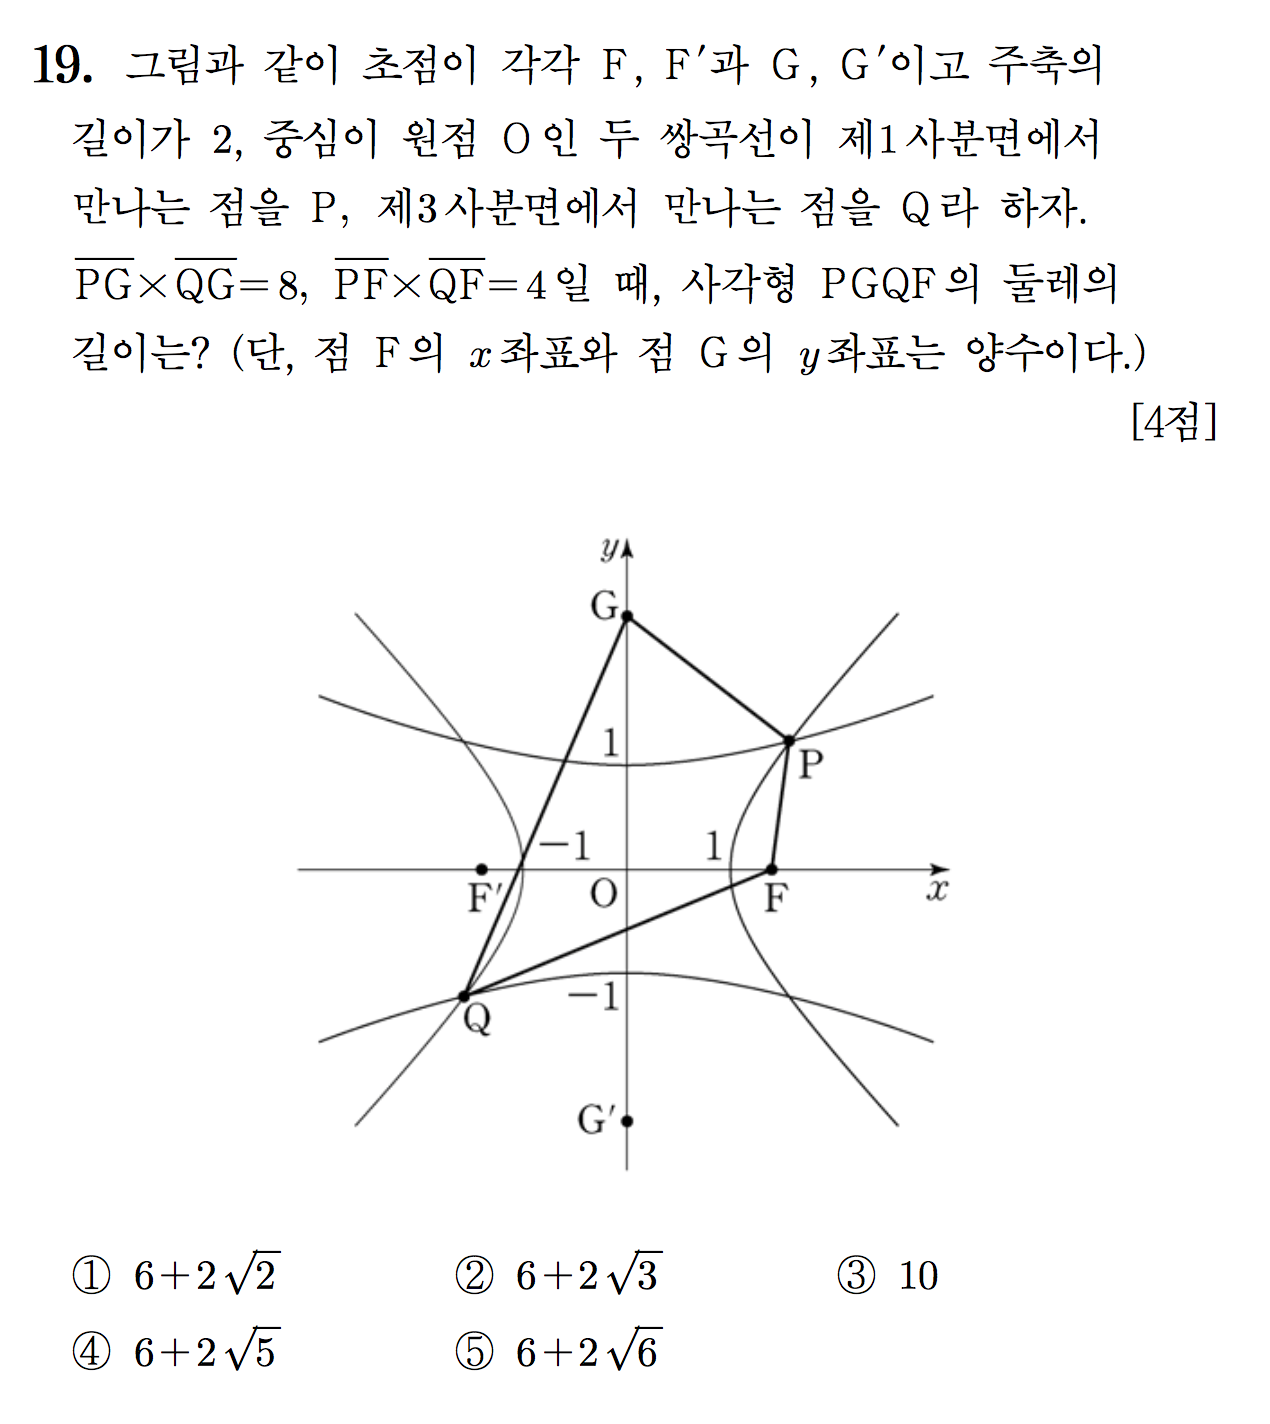 19. 그림과 같이 초점이 각각 F, F′과 G, G′이고 주축의
길이가 2, 중심이 원점 O인 두 쌍곡선이 제1사분면에서
만나는 점을 P, 제3사분면에서 만나는 점을 Q라 하자.
$\overline{PG}$×$\overline{QG}$=8, $\overline{PF}$×$\overline{QF}$=4일 때, 사각형 PGQF의 둘레의
길이는? (단, 점 F의 x좌표와 점 G의 y좌표는 양수이다.)
[4점]
y
G
1
P
−1
1
F′
O
F
x
Q
−1
G′
① 6+2√2
② 6+2√3
③ 10
④ 6+2√5
⑤ 6+2√6